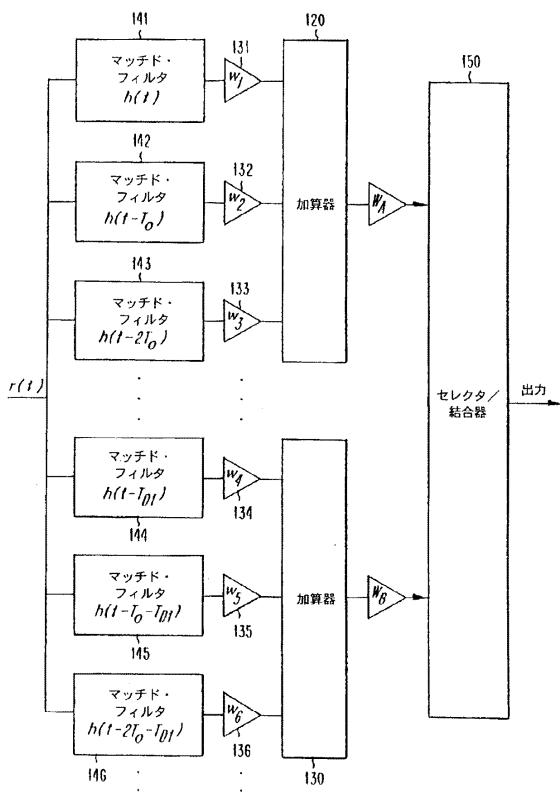 141
マッチド・
フィルタ
h(t)
131
w1
120
加算器
142
マッチド・
フィルタ
h(t-To)
132
w2
WA
143
マッチド・
フィルタ
h(t-2To)
133
w3
150
セレクタ／
結合器
出力
r(t)
マッチド・
フィルタ
h(t-TD1)
144
w4
134
マッチド・
フィルタ
h(t-To-TD1)
145
w5
135
加算器
130
WB
マッチド・
フィルタ
h(t-2To-TD1)
146
w6
136